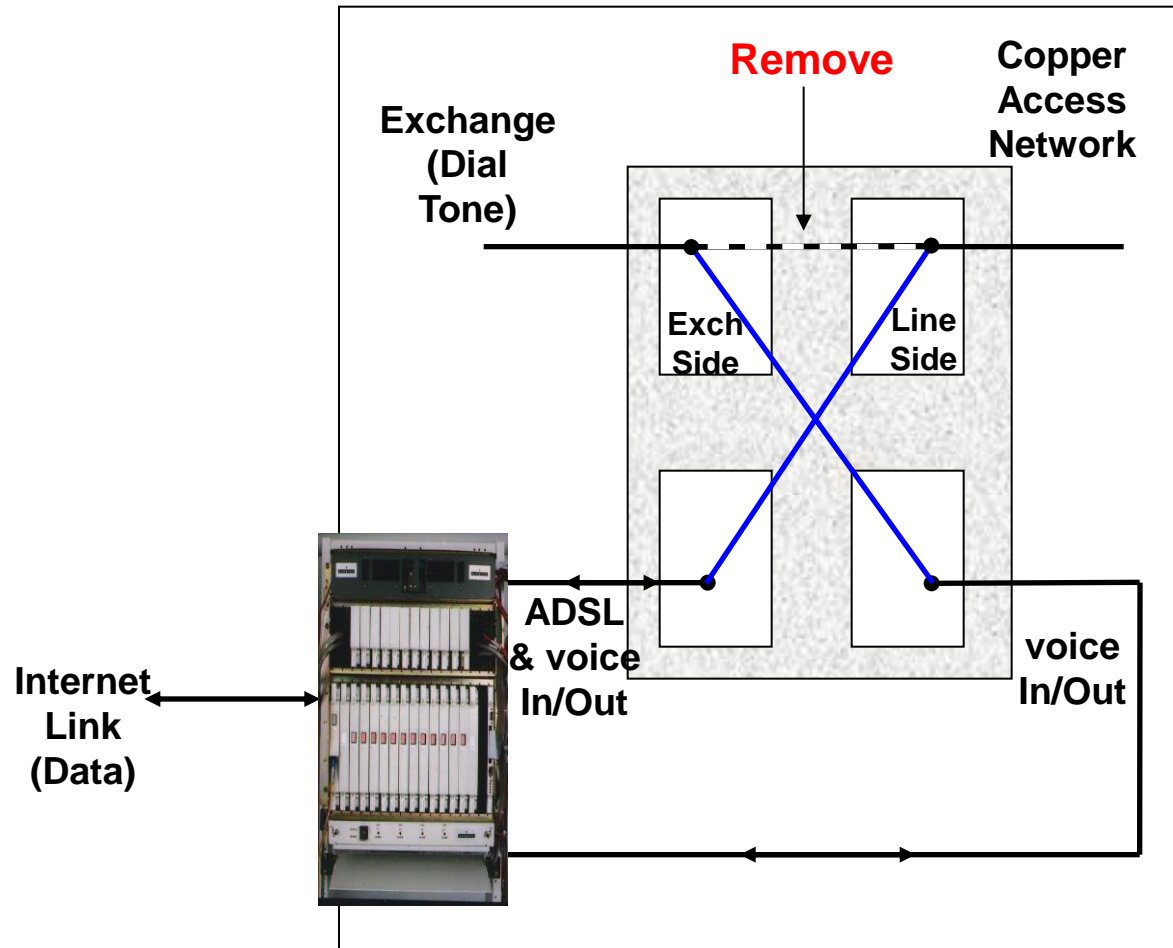 Remove
Copper
Access
Network
Exchange
(Dial
Tone)
Exch
Side
Line
Side
ADSL
& voice
In/Out
voice
In/Out
Internet
Link
(Data)